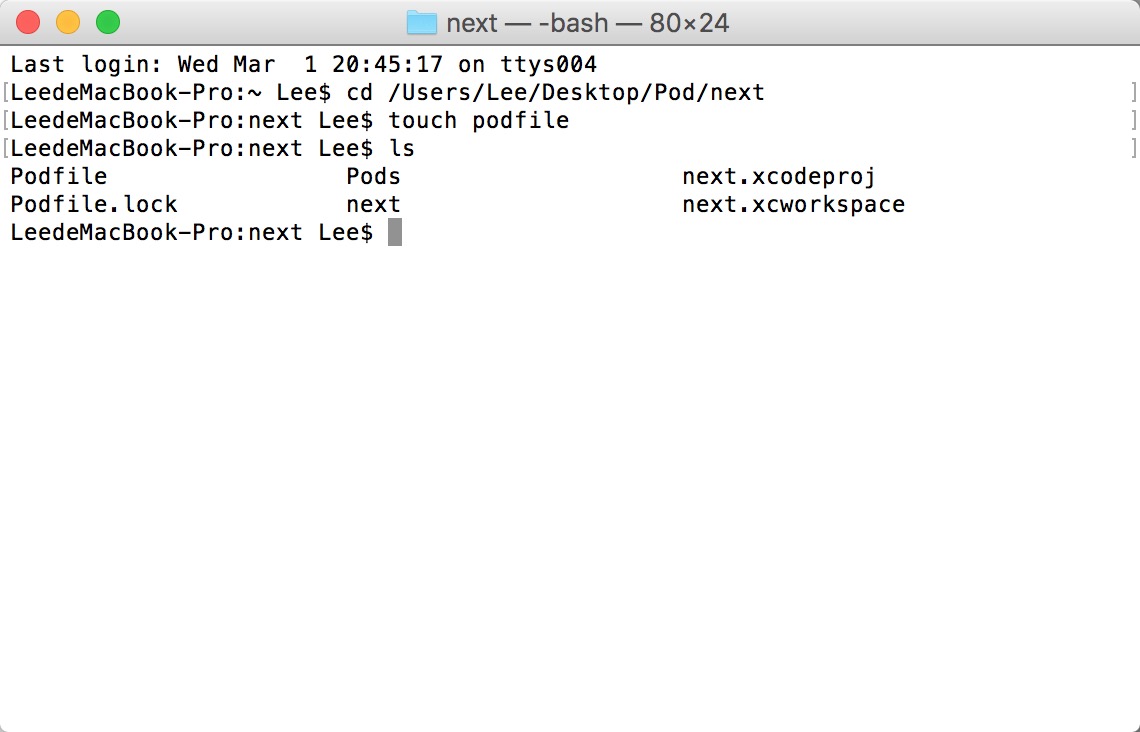 next — -bash — 80×24
Last login: Wed Mar  1 20:45:17 on ttys004
[LeedeMacBook-Pro:~ Lee$ cd /Users/Lee/Desktop/Pod/next ]
[LeedeMacBook-Pro:next Lee$ touch podfile ]
[LeedeMacBook-Pro:next Lee$ ls ]
Podfile Pods next.xcodeproj
Podfile.lock next next.xcworkspace
LeedeMacBook-Pro:next Lee$